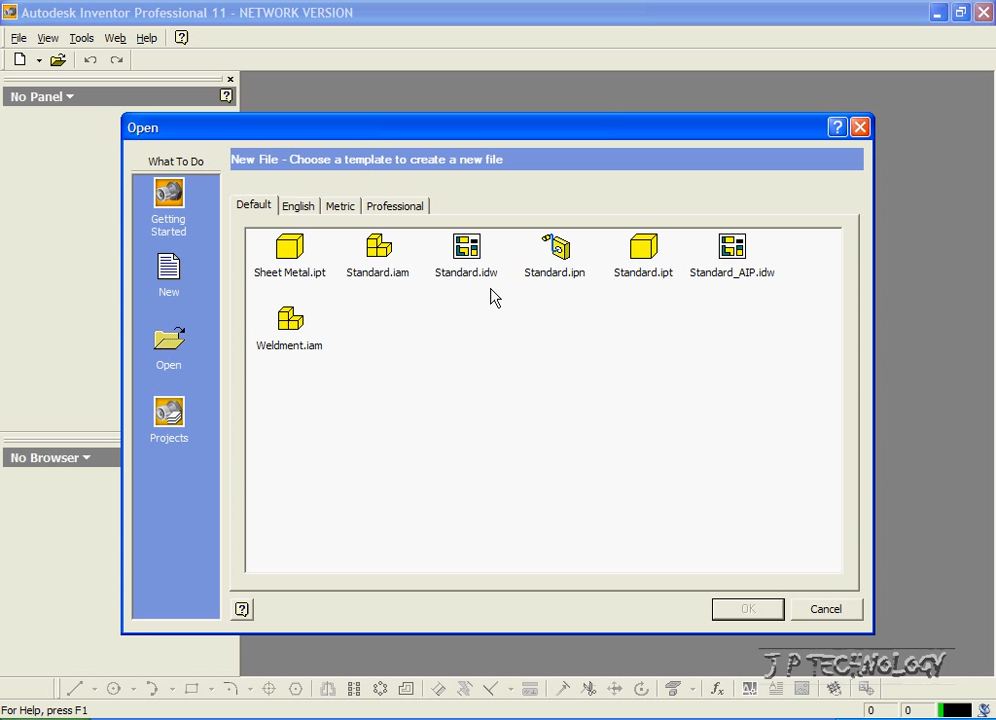 Autodesk Inventor Professional 11 - NETWORK VERSION
File View Tools Web Help
No Panel
Open
What To Do
New File - Choose a template to create a new file
Default English Metric Professional
Getting
Started
New
Open
Projects
Sheet Metal.ipt Standard.iam Standard.idw Standard.ipn Standard.ipt Standard_AIP.idw
Weldment.iam
No Browser
OK Cancel
J P TECHNOLOGY
For Help, press F1
0 0